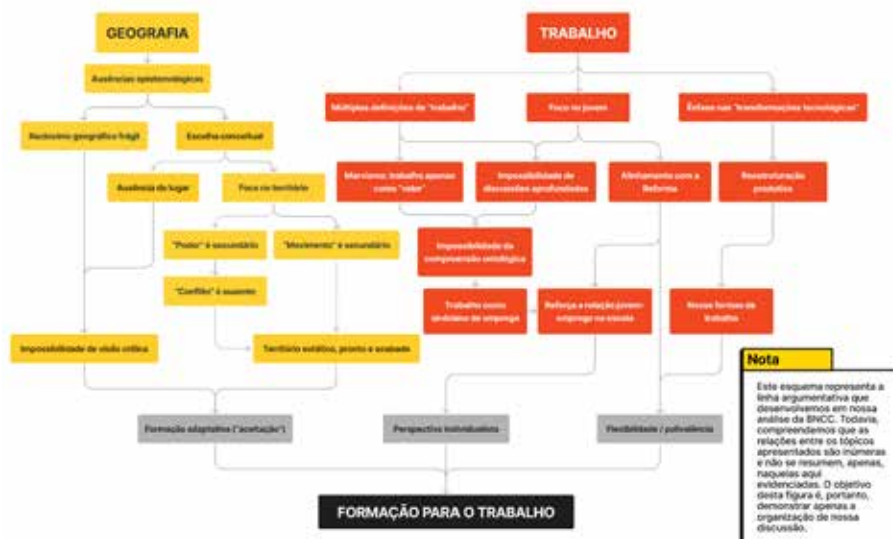 GEOGRAFIA
TRABALHO
Ausências epistemológicas
Múltiplas definições de "trabalho"
Foco no jovem
Ênfase nas "transformações tecnológicas"
Raciocínio geográfico frágil
Escolha conceitual
Ausência do lugar
Foco no território
Marxismo: trabalho apenas
como "valor"
Impossibilidade de
discussões aprofundadas
Alinhamento com a
Reforma
Reestruturação
produtiva
"Poder" é secundário
"Movimento" é secundário
Impossibilidade da
compreensão ontológica
"Conflito" é ausente
Trabalho como
sinônimo de emprego
Reforça a relação jovem-
emprego na escola
Novas formas de
trabalho
Impossibilidade de visão crítica
Território estático, pronto e acabado
Formação adaptativa ("aceitação")
Perspectiva individualista
Flexibilidade / polivalência
FORMAÇÃO PARA O TRABALHO
Nota
Este esquema representa a
linha argumentativa que
desenvolvemos em nossa
análise da BNCC. Todavia,
compreendemos que as
relações entre os tópicos
apresentados são inúmeras
e não se resumem, apenas,
naquelas aqui
evidenciadas. O objetivo
desta figura é, portanto,
demonstrar apenas a
organização de nossa
discussão.